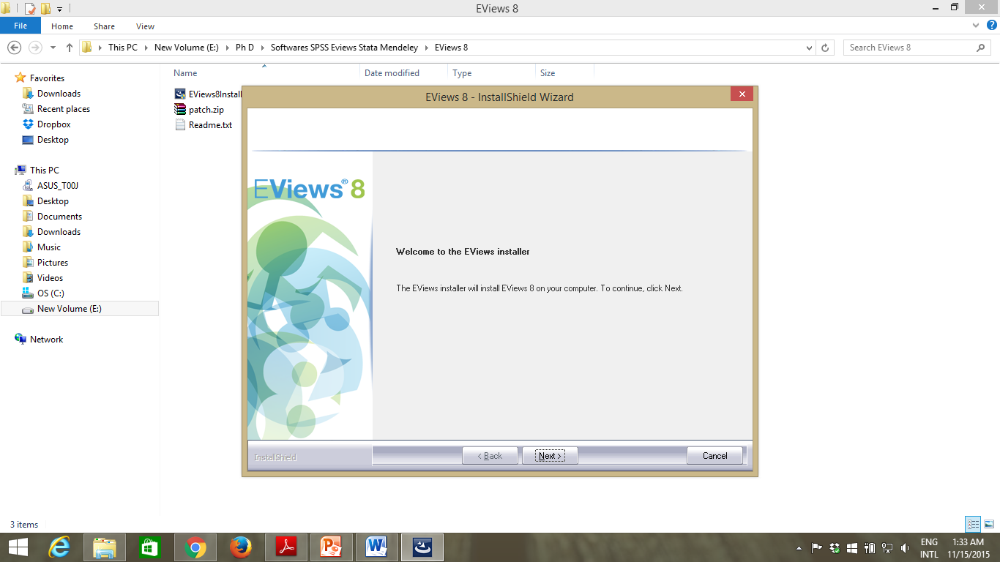 EViews 8
File Home Share View
This PC New Volume (E:) Ph D Softwares SPSS Eviews Stata Mendeley EViews 8
Search EViews 8
Name Date modified Type Size
Favorites
Downloads
Recent places
Dropbox
Desktop
This PC
ASUS_T00J
Desktop
Documents
Downloads
Music
Pictures
Videos
OS (C:)
New Volume (E:)
Network
EViews8Install
patch.zip
Readme.txt
EViews 8 - InstallShield Wizard
EViews® 8
Welcome to the EViews installer
The EViews installer will install EViews 8 on your computer. To continue, click Next.
InstallShield
< Back Next > Cancel
3 items
ENG 1:33 AM
INTL 11/15/2015